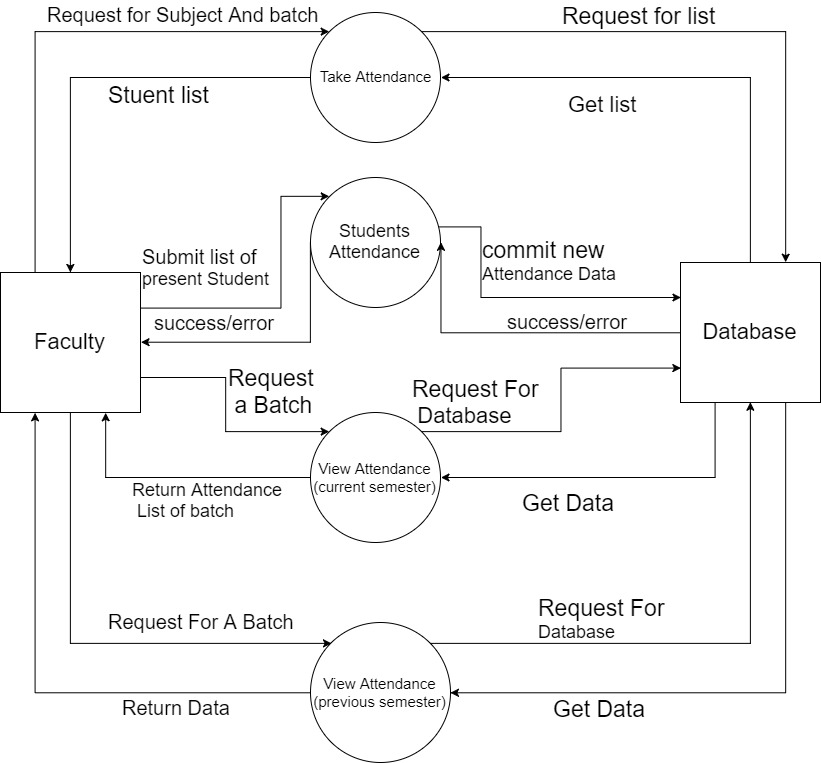 Request for Subject And batch
Request for list
Take Attendance
Stuent list
Get list
Students
Attendance
Submit list of
present Student
commit new
Attendance Data
success/error
success/error
Faculty
Database
Request
a Batch
Request For
Database
View Attendance
(current semester)
Return Attendance
List of batch
Get Data
Request For A Batch
Request For
Database
View Attendance
(previous semester)
Return Data
Get Data